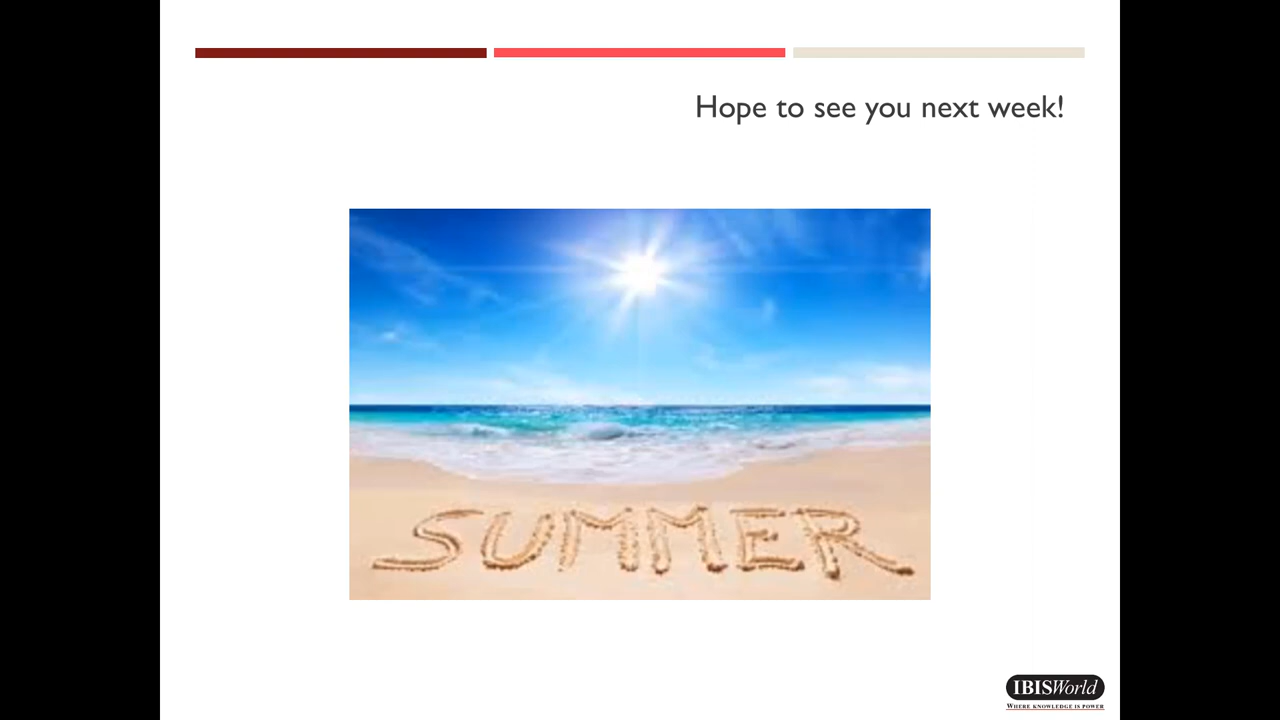 Hope to see you next week!
SUMMER
IBISWorld
WHERE KNOWLEDGE IS POWER